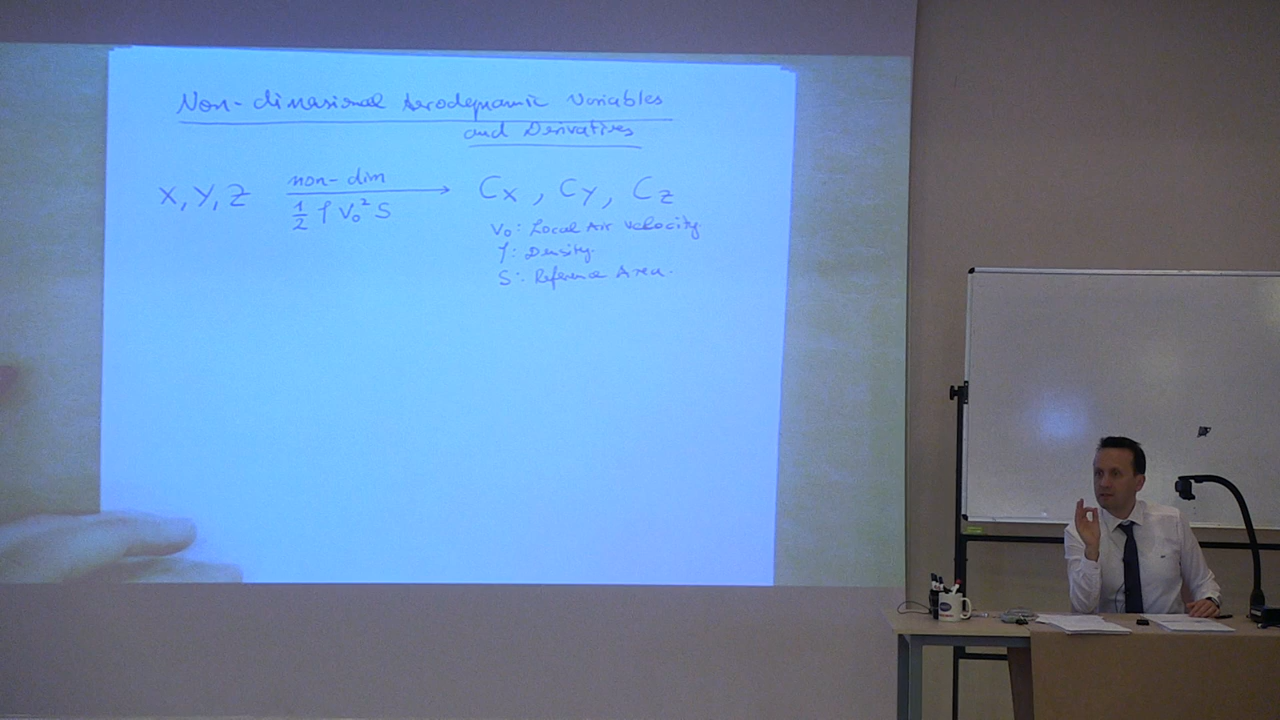 Non-dimensional Aerodynamic Variables
and Derivatives
X, Y, Z non-dim → Cx, Cy, Cz
1/2 ρ V₀² S
V₀: Local Air Velocity.
ρ: Density.
S: Reference Area.